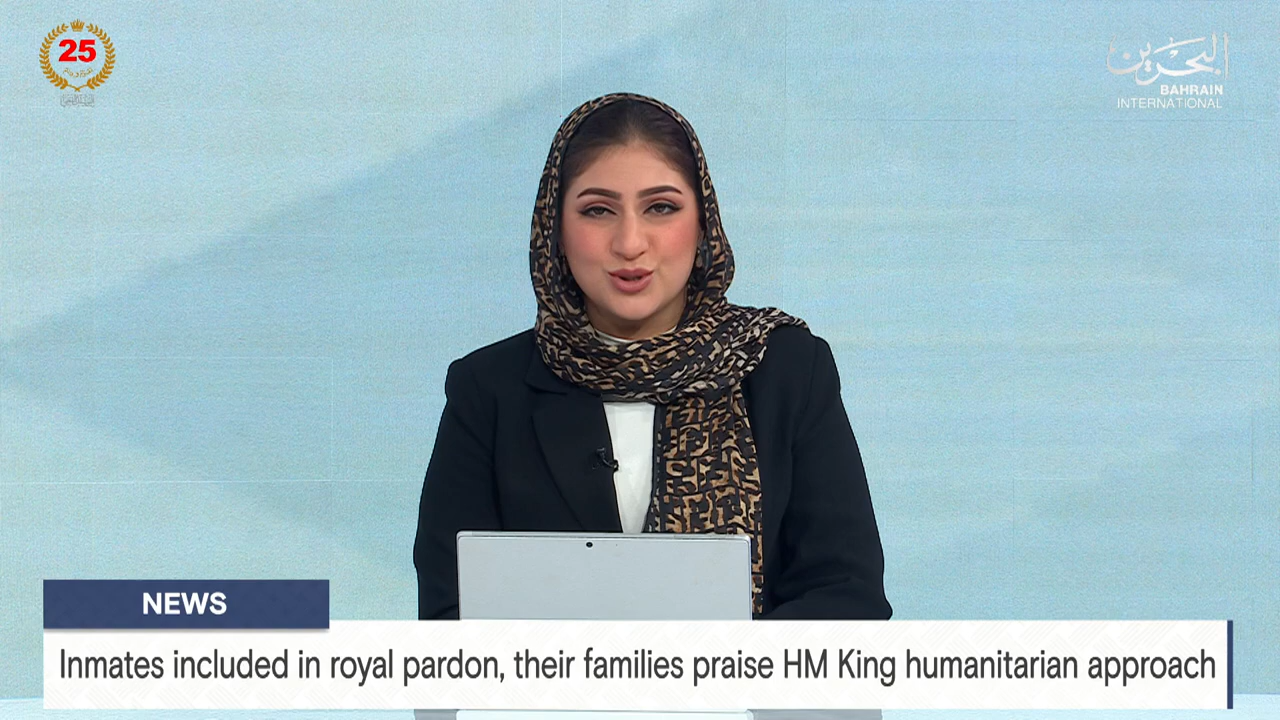 25
البحرين
BAHRAIN
INTERNATIONAL
NEWS
Inmates included in royal pardon, their families praise HM King humanitarian approach